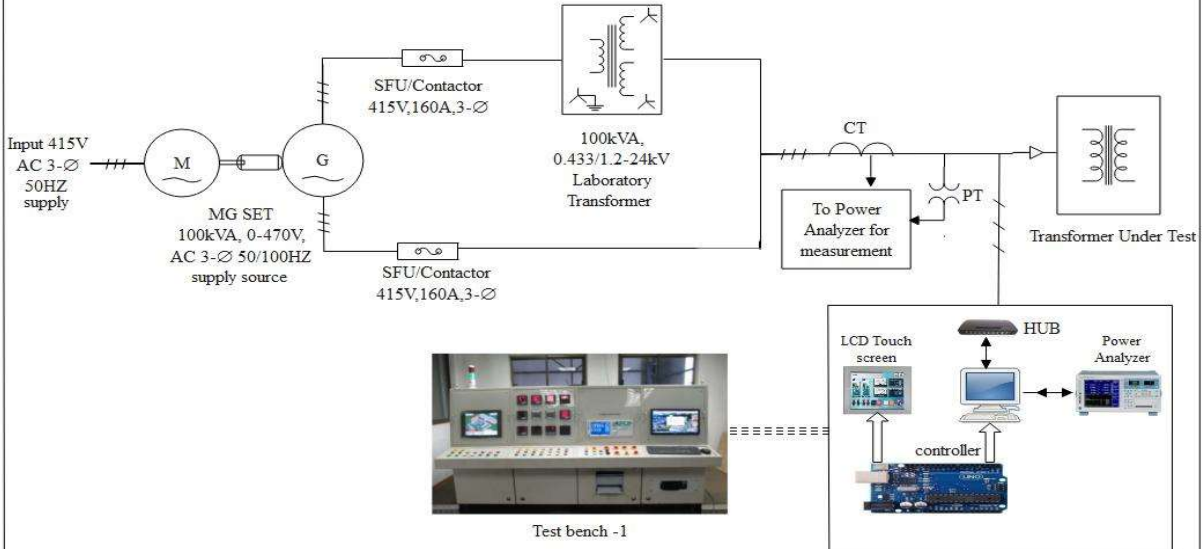 Input 415V
AC 3-∅
50HZ
supply
M
G
MG SET
100kVA, 0-470V,
AC 3-∅ 50/100HZ
supply source
SFU/Contactor
415V,160A,3-∅
100kVA,
0.433/1.2-24kV
Laboratory
Transformer
SFU/Contactor
415V,160A,3-∅
CT
PT
To Power
Analyzer for
measurement
Transformer Under Test
HUB
LCD Touch
screen
Power
Analyzer
controller
UNO
Test bench -1